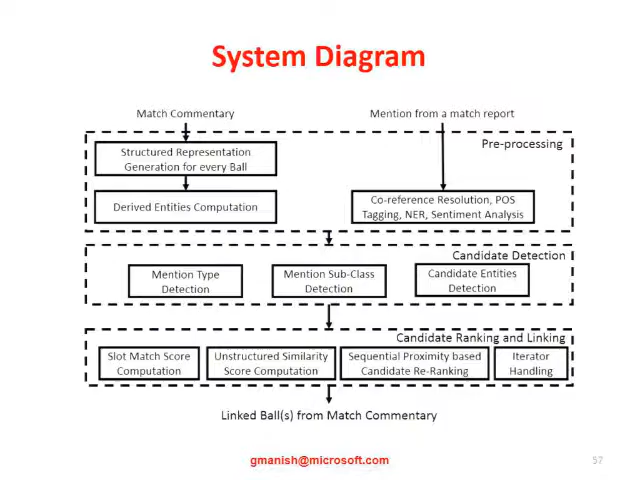 System Diagram
Match Commentary
Mention from a match report
Pre-processing
Structured Representation
Generation for every Ball
Derived Entities Computation
Co-reference Resolution, POS
Tagging, NER, Sentiment Analysis
Candidate Detection
Mention Type
Detection
Mention Sub-Class
Detection
Candidate Entities
Detection
Candidate Ranking and Linking
Slot Match Score
Computation
Unstructured Similarity
Score Computation
Sequential Proximity based
Candidate Re-Ranking
Iterator
Handling
Linked Ball(s) from Match Commentary
gmanish@microsoft.com
57